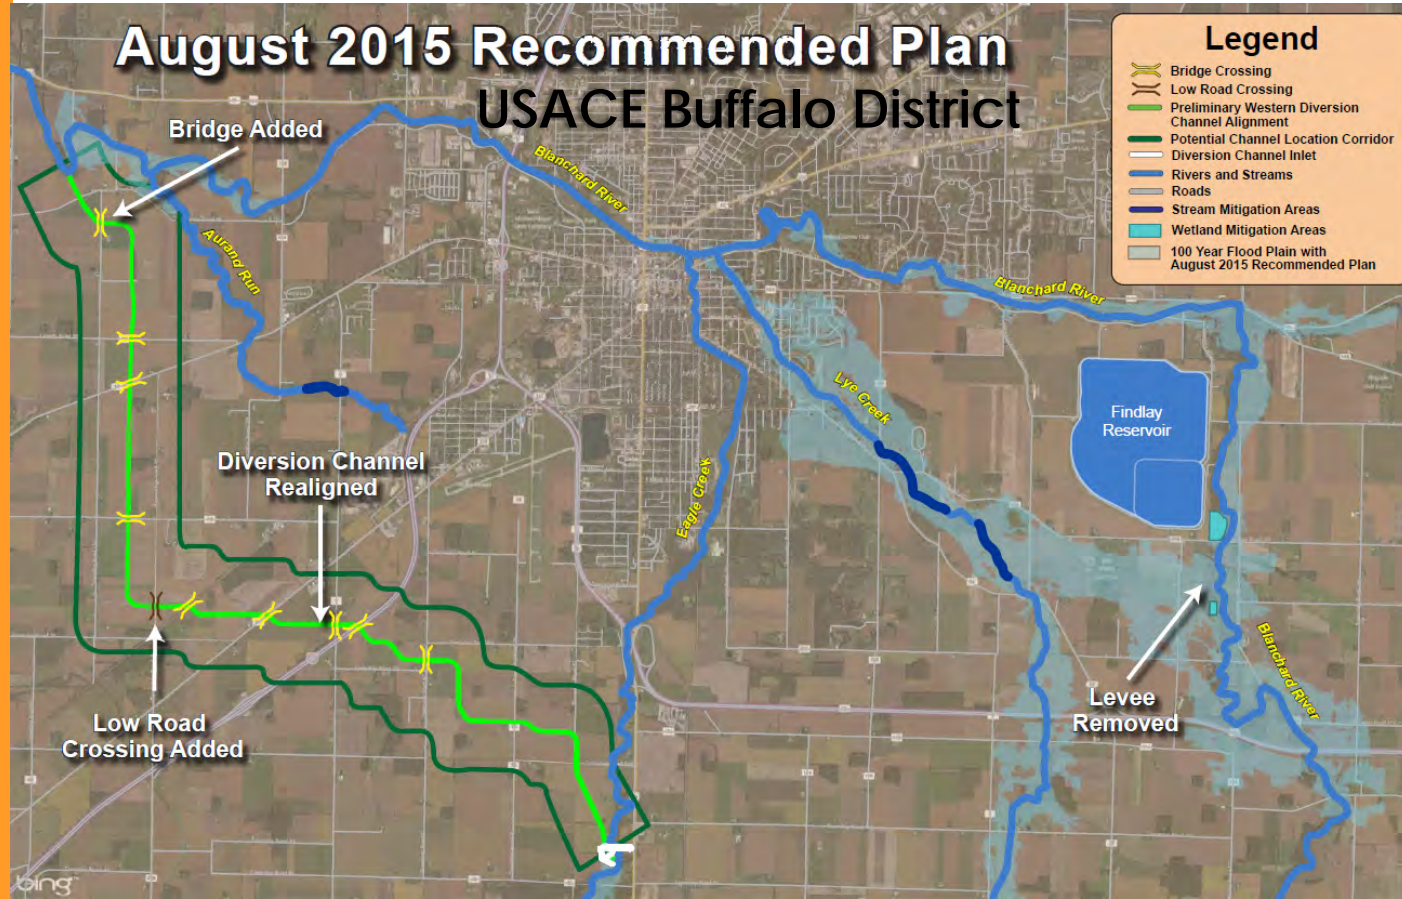 August 2015 Recommended Plan
USACE Buffalo District
Legend
Bridge Crossing
Low Road Crossing
Preliminary Western Diversion
Channel Alignment
Potential Channel Location Corridor
Diversion Channel Inlet
Rivers and Streams
Roads
Stream Mitigation Areas
Wetland Mitigation Areas
100 Year Flood Plain with
August 2015 Recommended Plan
Bridge Added
Blanchard River
Aurand Run
Blanchard River
Lye Creek
Findlay
Reservoir
Diversion Channel
Realigned
Eagle Creek
Blanchard River
Levee
Removed
Low Road
Crossing Added
bing